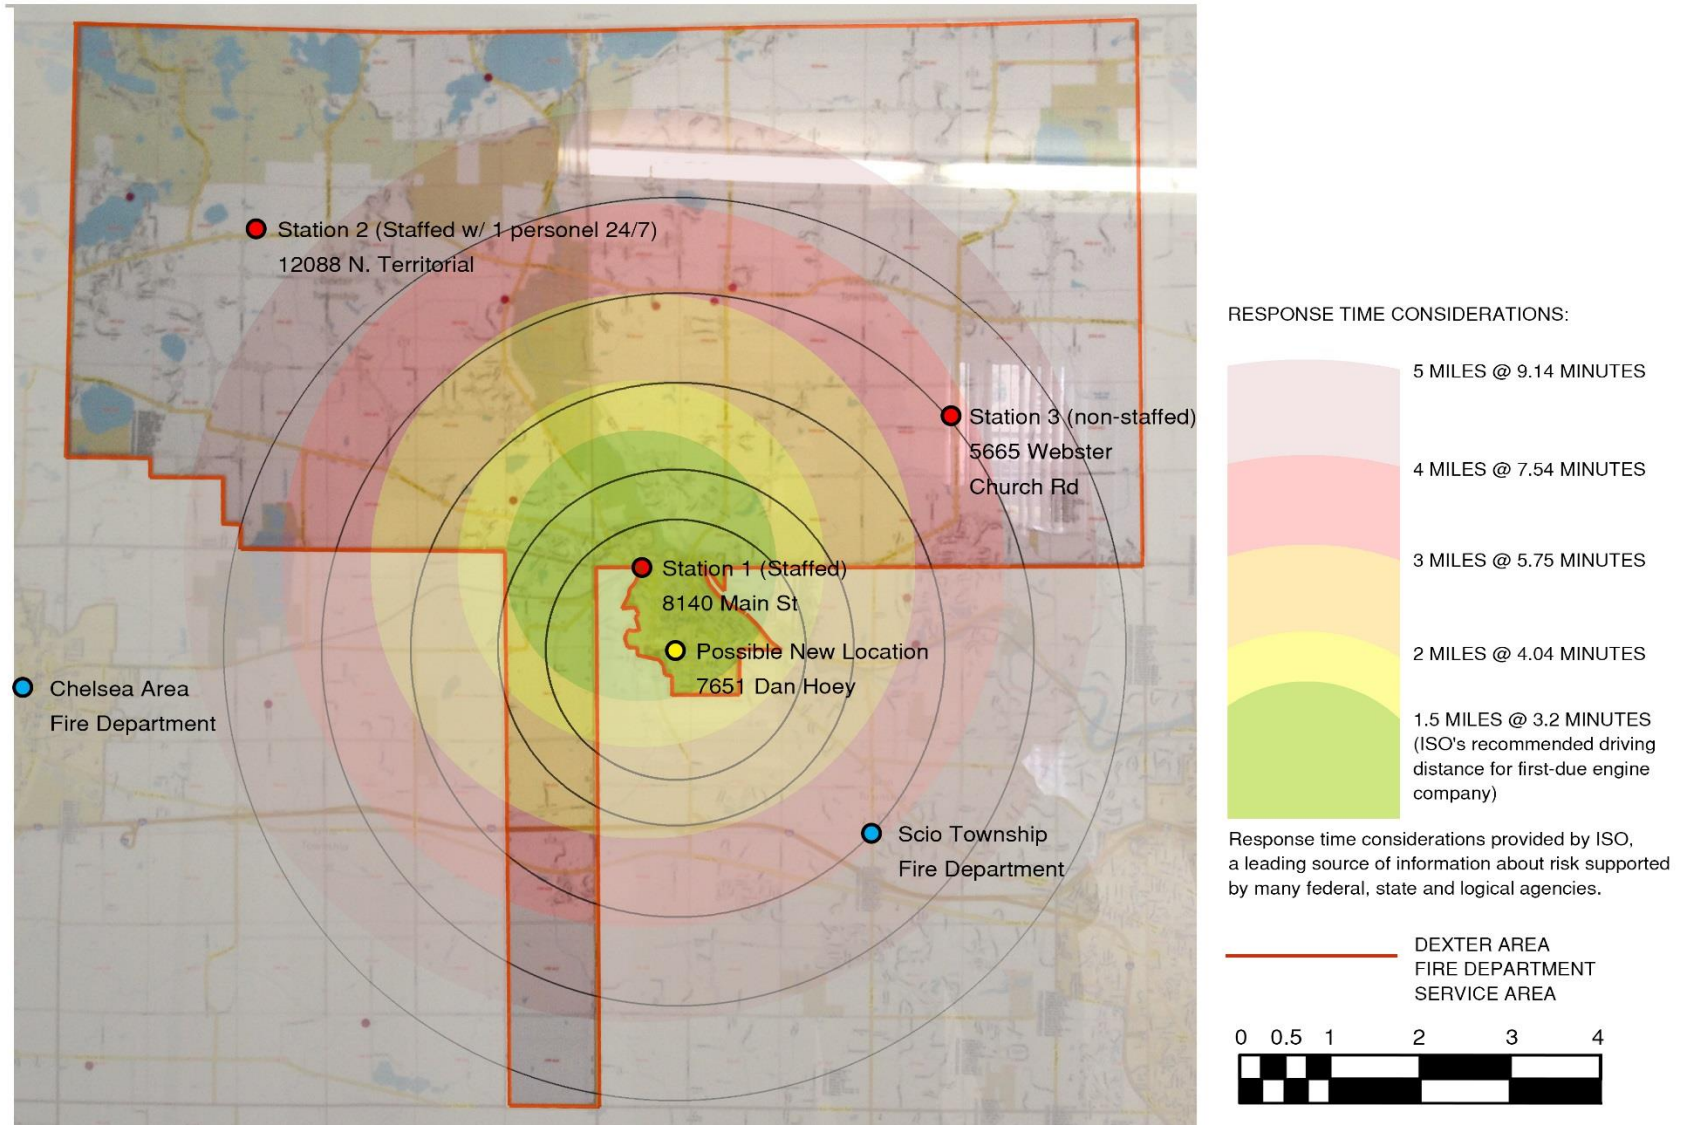 Station 2 (Staffed w/ 1 personel 24/7)
12088 N. Territorial
Station 3 (non-staffed)
5665 Webster
Church Rd
Station 1 (Staffed)
8140 Main St
Possible New Location
7651 Dan Hoey
Chelsea Area
Fire Department
Scio Township
Fire Department
RESPONSE TIME CONSIDERATIONS:
5 MILES @ 9.14 MINUTES
4 MILES @ 7.54 MINUTES
3 MILES @ 5.75 MINUTES
2 MILES @ 4.04 MINUTES
1.5 MILES @ 3.2 MINUTES
(ISO's recommended driving
distance for first-due engine
company)
Response time considerations provided by ISO,
a leading source of information about risk supported
by many federal, state and logical agencies.
DEXTER AREA
FIRE DEPARTMENT
SERVICE AREA
0 0.5 1 2 3 4